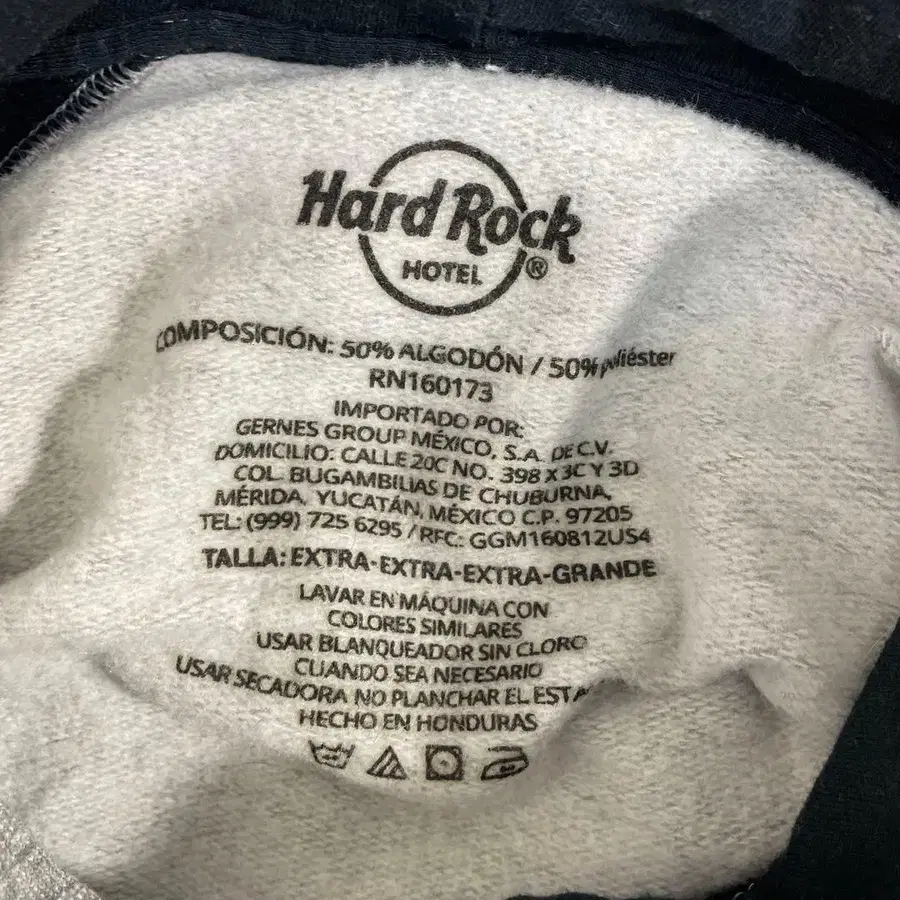 Hard Rock
HOTEL ®
COMPOSICIÓN: 50% ALGODÓN / 50% poliéster
RN160173
IMPORTADO POR:
GERNES GROUP MÉXICO, S.A. DE C.V.
DOMICILIO: CALLE 20C NO. 398 X 3C Y 3D
COL. BUGAMBILIAS DE CHUBURNA,
MÉRIDA, YUCATÁN, MÉXICO C.P. 97205
TEL: (999) 725 6295 / RFC: GGM160812US4
TALLA: EXTRA-EXTRA-EXTRA-GRANDE
LAVAR EN MÁQUINA CON
COLORES SIMILARES
USAR BLANQUEADOR SIN CLORO
CUANDO SEA NECESARIO
USAR SECADORA NO PLANCHAR EL ESTA
HECHO EN HONDURAS